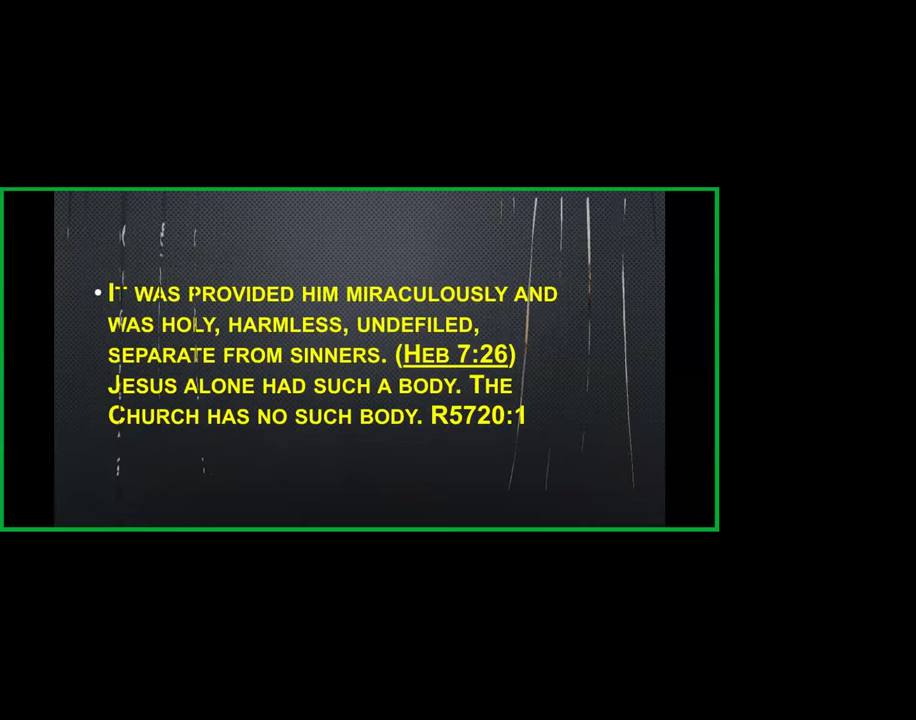 • It was provided him miraculously and
was holy, harmless, undefiled,
separate from sinners. (Heb 7:26)
Jesus alone had such a body. The
Church has no such body. R5720:1